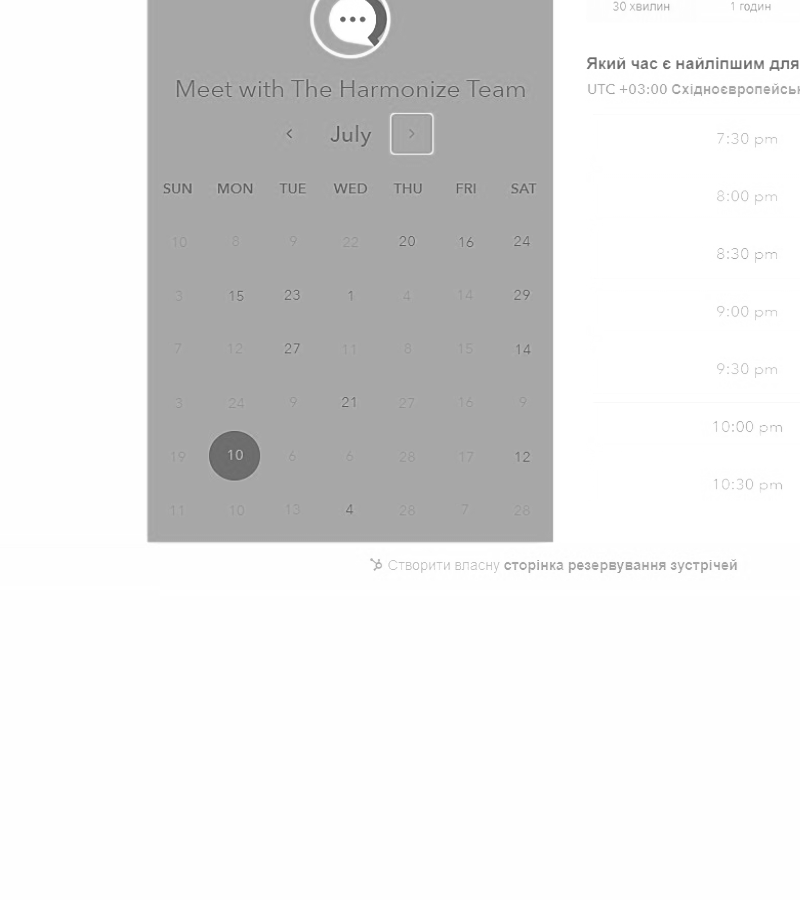 30 хвилин 1 годин
Meet with The Harmonize Team
Який час є найліпшим для
UTC +03:00 Східноєвропейськ
July
7:30 pm
SUN MON TUE WED THU FRI SAT
8:00 pm
10 8 9 22 20 16 24
8:30 pm
3 15 23 1 4 14 29
9:00 pm
7 12 27 11 8 15 14
9:30 pm
3 24 9 21 27 16 9
10:00 pm
19 10 6 6 28 17 12
10:30 pm
11 10 13 4 28 7 28
Створити власну сторінка резервування зустрічей